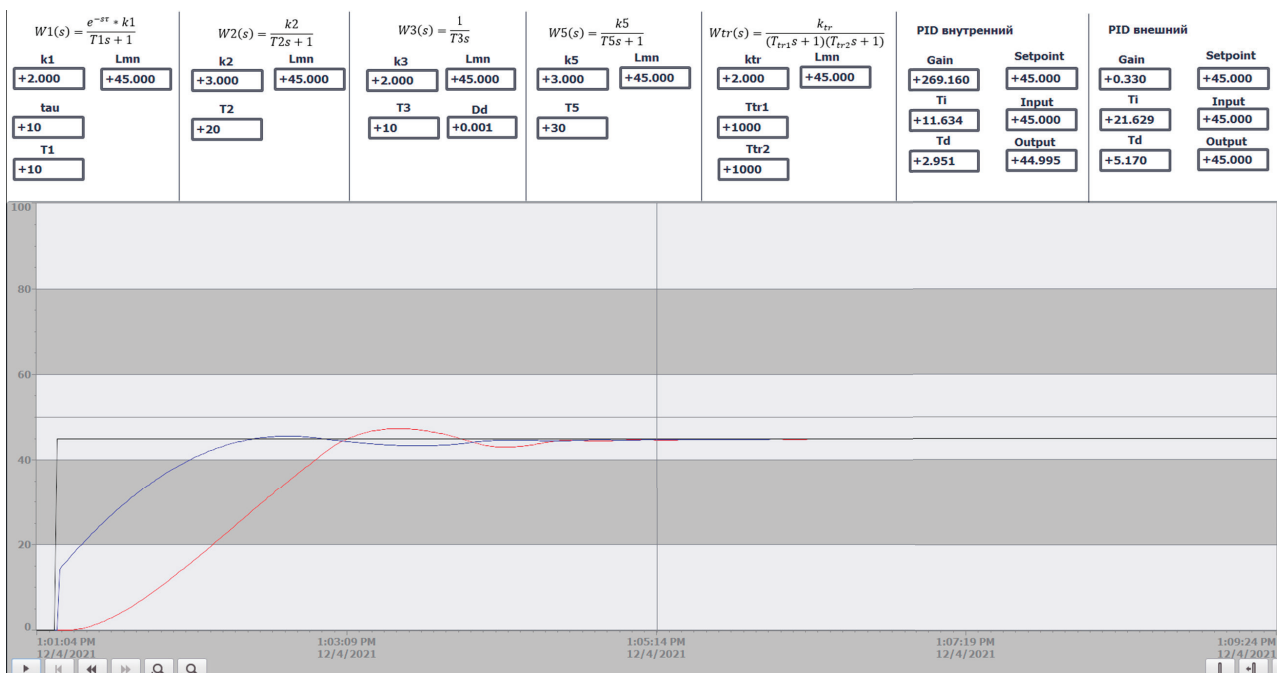 W1(s) = e^-sτ * k1 / T1s + 1
k1 Lmn
+2.000 +45.000
tau
+10
T1
+10
W2(s) = k2 / T2s + 1
k2 Lmn
+3.000 +45.000
T2
+20
W3(s) = 1 / T3s
k3 Lmn
+2.000 +45.000
T3 Dd
+10 +0.001
W5(s) = k5 / T5s + 1
k5 Lmn
+3.000 +45.000
T5
+30
Wtr(s) = k_tr / (T_tr1s + 1)(T_tr2s + 1)
ktr Lmn
+2.000 +45.000
Ttr1
+1000
Ttr2
+1000
PID внутренний
Gain Setpoint
+269.160 +45.000
Ti Input
+11.634 +45.000
Td Output
+2.951 +44.995
PID внешний
Gain Setpoint
+0.330 +45.000
Ti Input
+21.629 +45.000
Td Output
+5.170 +45.000
100
80
60
40
20
0
1:01:04 PM 1:03:09 PM 1:05:14 PM 1:07:19 PM 1:09:24 PM
12/4/2021 12/4/2021 12/4/2021 12/4/2021 12/4/2021